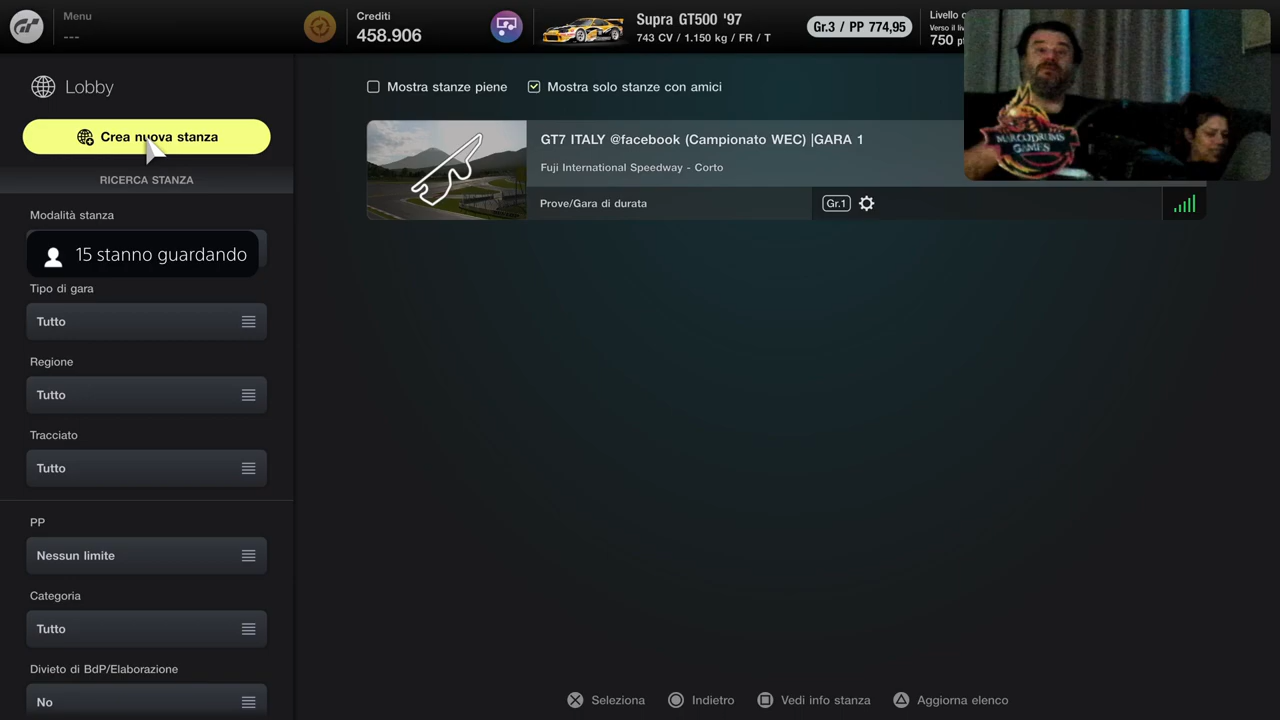 Menu
---
Crediti
458.906
Supra GT500 '97
743 CV / 1.150 kg / FR / T
Gr.3 / PP 774,95
Livello
Verso il
750
Lobby
Crea nuova stanza
RICERCA STANZA
Modalità stanza
15 stanno guardando
Tipo di gara
Tutto
Regione
Tutto
Tracciato
Tutto
PP
Nessun limite
Categoria
Tutto
Divieto di BdP/Elaborazione
No
Mostra stanze piene
Mostra solo stanze con amici
GT7 ITALY @facebook (Campionato WEC) |GARA 1
Fuji International Speedway - Corto
Prove/Gara di durata
Gr.1
MARCODRUMS
GAMES
Seleziona
Indietro
Vedi info stanza
Aggiorna elenco